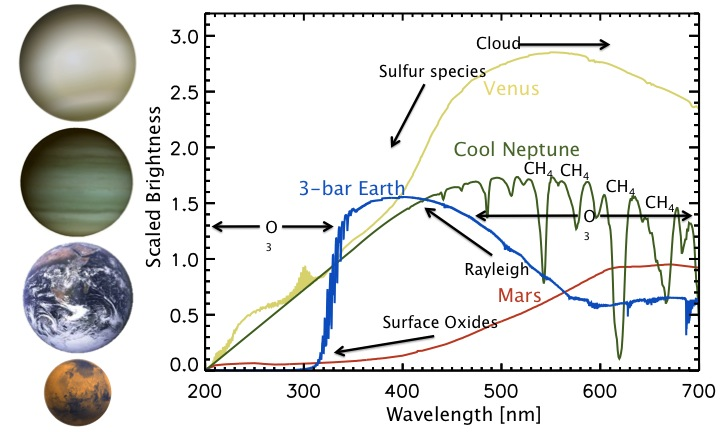 3.0
2.5
2.0
1.5
1.0
0.5
0.0
Scaled Brightness
Cloud
Sulfur species
Venus
Cool Neptune
CH4 CH4
CH4
CH4
3-bar Earth
O3
O3
Rayleigh
Mars
Surface Oxides
200 300 400 500 600 700
Wavelength [nm]